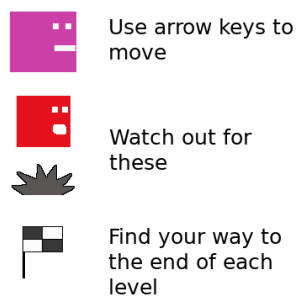 Use arrow keys to
move
Watch out for
these
Find your way to
the end of each
level